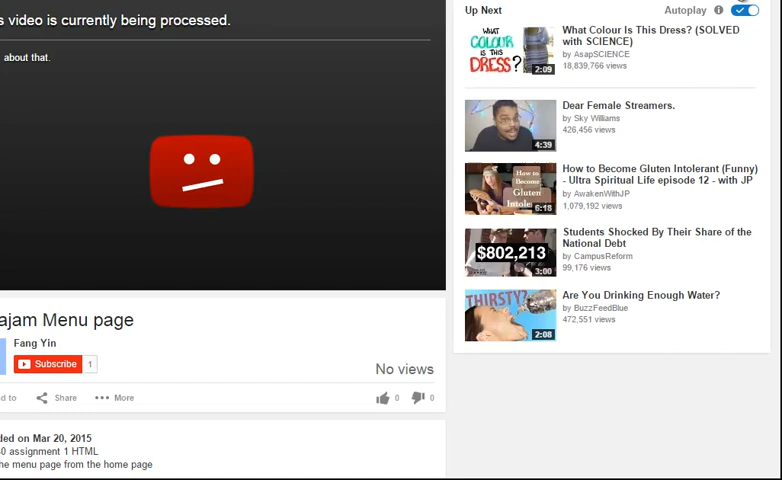 s video is currently being processed.
about that.
ajam Menu page
Fang Yin
Subscribe 1
No views
d to Share More 0 0
ded on Mar 20, 2015
0 assignment 1 HTML
he menu page from the home page
Up Next Autoplay
WHAT
COLOUR
IS THIS
DRESS?
2:09
What Colour Is This Dress? (SOLVED
with SCIENCE)
by AsapSCIENCE
18,839,766 views
4:39
Dear Female Streamers.
by Sky Williams
426,456 views
How to
Become
Gluten
Intole
6:18
How to Become Gluten Intolerant (Funny)
- Ultra Spiritual Life episode 12 - with JP
by AwakenWithJP
1,079,192 views
$802,213
3:00
Students Shocked By Their Share of the
National Debt
by CampusReform
99,176 views
THIRSTY?
2:08
Are You Drinking Enough Water?
by BuzzFeedBlue
472,551 views